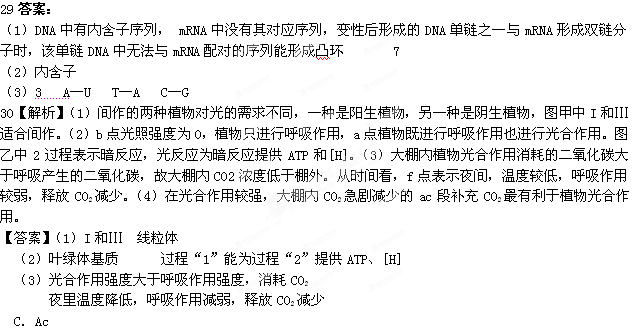 29 答案:
（1）DNA 中有内含子序列， mRNA 中没有其对应序列，变性后形成的 DNA 单链之一与 mRNA 形成双链分
子时，该单链 DNA 中无法与 mRNA 配对的序列能形成凸环 7
（2）内含子
（3）3 A—U T—A C—G
30【解析】（1）间作的两种植物对光的需求不同，一种是阳生植物，另一种是阴生植物，图甲中 I 和Ⅲ
适合间作。（2）b 点光照强度为 0，植物只进行呼吸作用，a 点植物既进行呼吸作用也进行光合作用。图
乙中 2 过程表示暗反应，光反应为暗反应提供 ATP 和[H]。（3）大棚内植物光合作用消耗的二氧化碳大
于呼吸产生的二氧化碳，故大棚内 CO2 浓度低于棚外。从时间看，f 点表示夜间，温度较低，呼吸作用
较弱，释放 CO₂减少。（4）在光合作用较强，大棚内 CO₂急剧减少的 ac 段补充 CO₂最有利于植物光合作
用。
【答案】（1）I 和Ⅲ 线粒体
（2）叶绿体基质 过程“1”能为过程“2”提供 ATP、[H]
（3）光合作用强度大于呼吸作用强度，消耗 CO₂
夜里温度降低，呼吸作用减弱，释放 CO₂减少
C. Ac